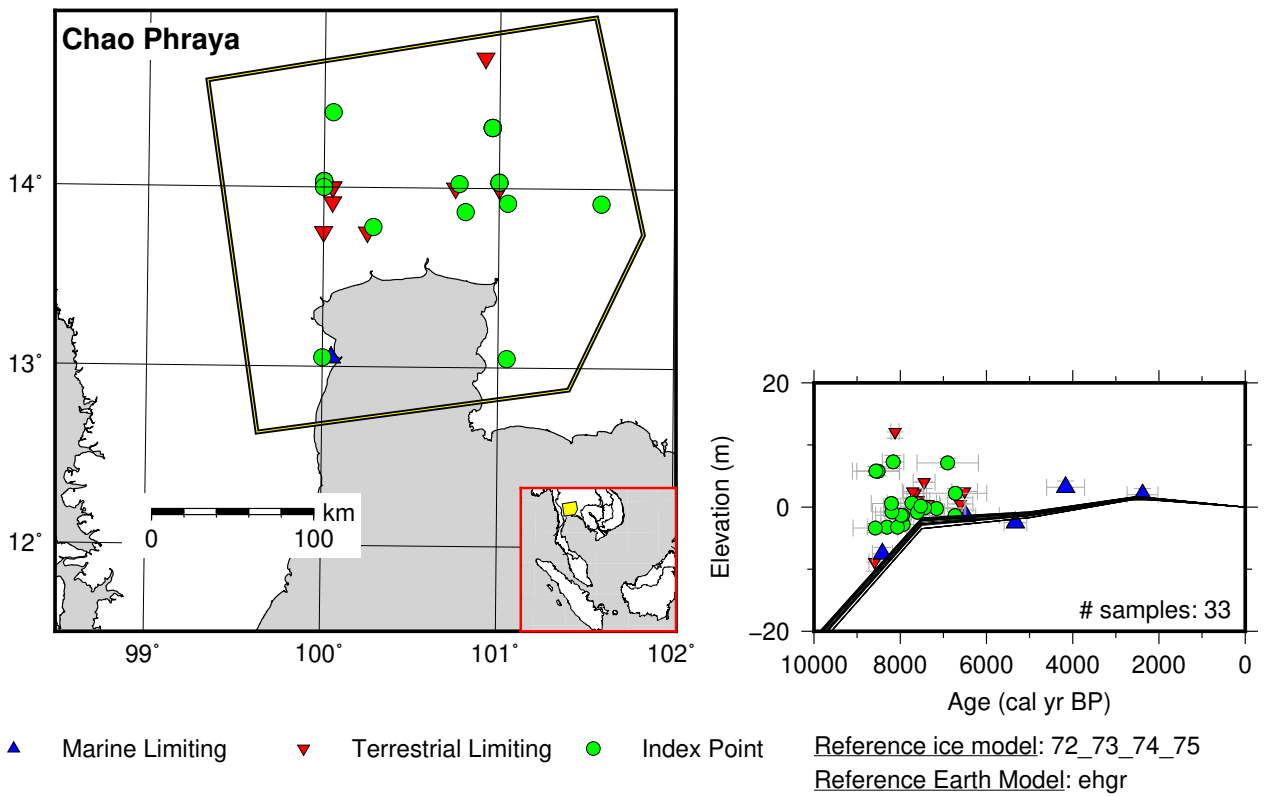 Chao Phraya
14°
13°
12°
km
0 100
99° 100° 101° 102°
20
0
−20
Elevation (m)
# samples: 33
10000 8000 6000 4000 2000 0
Age (cal yr BP)
Marine Limiting Terrestrial Limiting Index Point
Reference ice model: 72_73_74_75
Reference Earth Model: ehgr